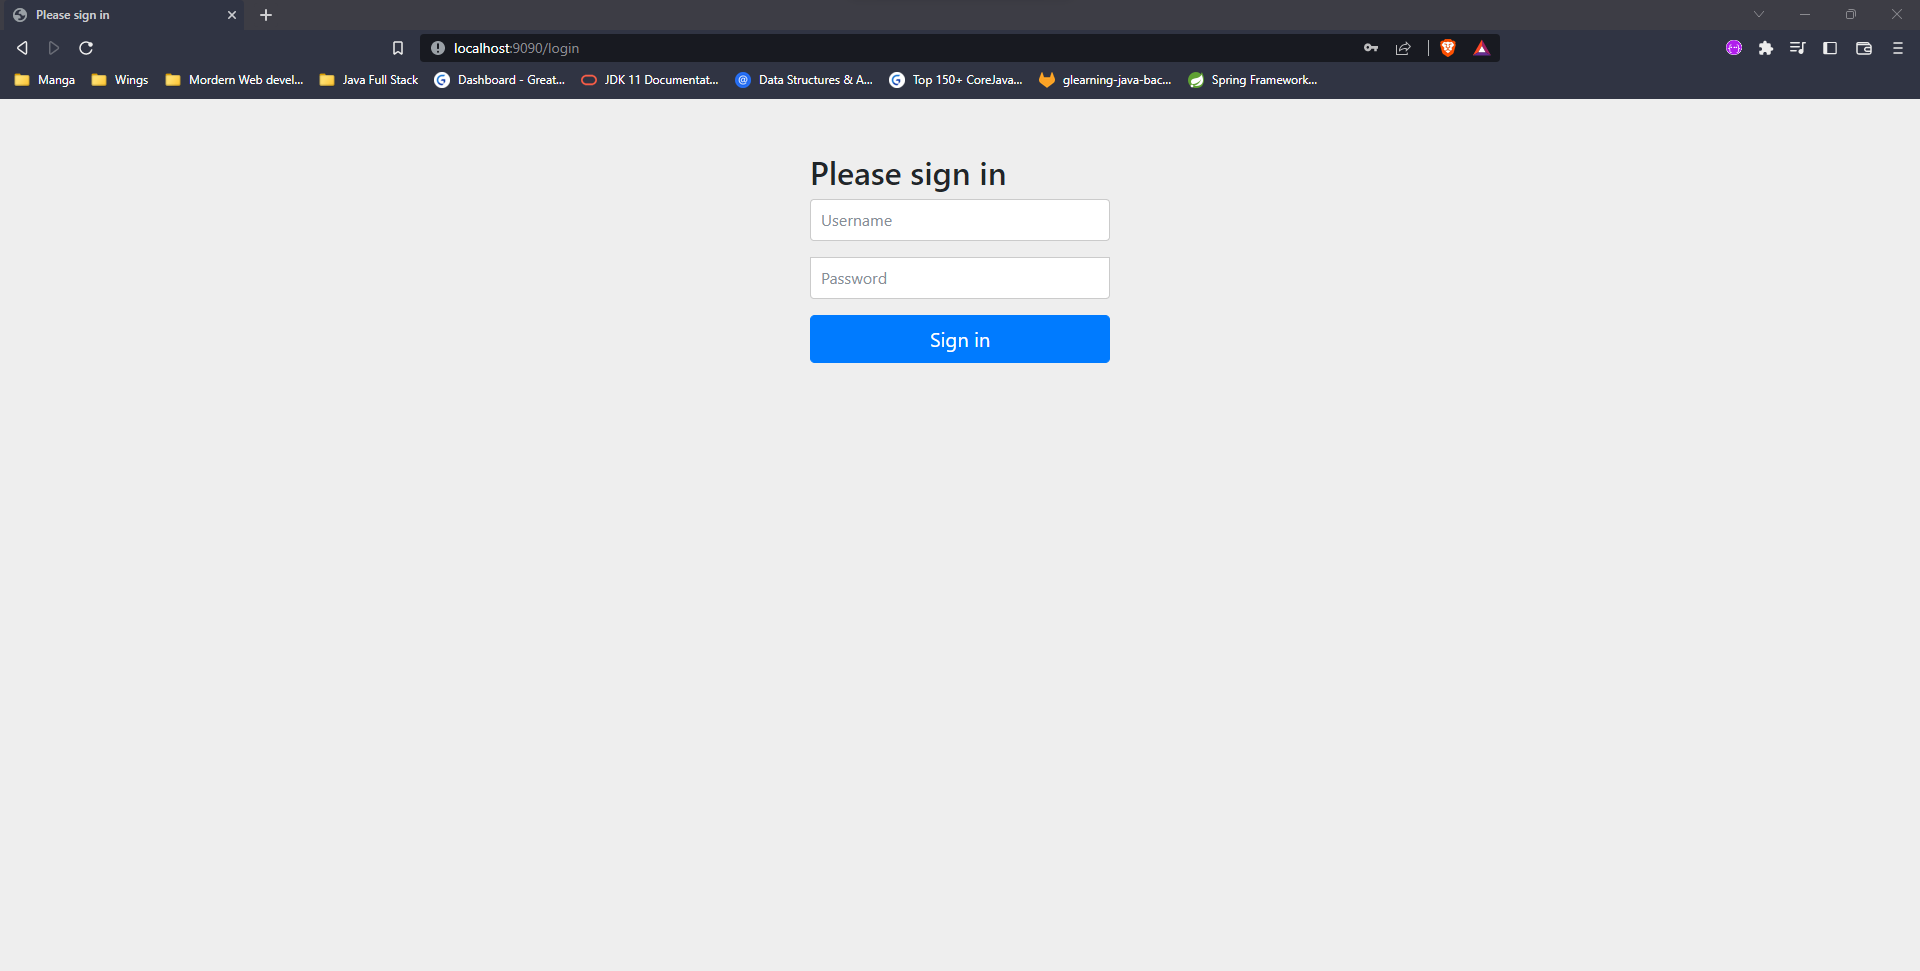 Please sign in
localhost:9090/login
Manga Wings Mordern Web devel... Java Full Stack Dashboard - Great... JDK 11 Documentat... Data Structures & A... Top 150+ CoreJava... glearning-java-bac... Spring Framework...
Please sign in
Username
Password
Sign in